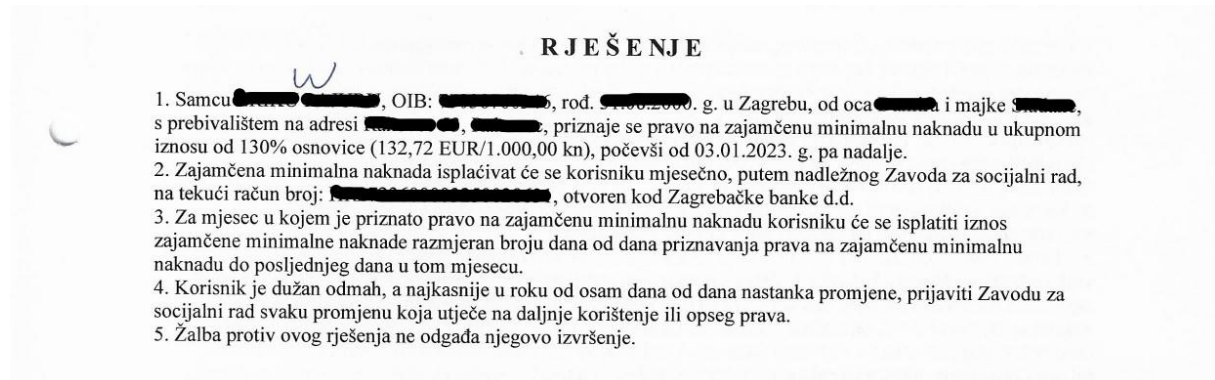 RJEŠENJE
W
1. Samcu, OIB:, rođ.. g. u Zagrebu, od oca i majke,
s prebivalištem na adresi,, priznaje se pravo na zajamčenu minimalnu naknadu u ukupnom
iznosu od 130% osnovice (132,72 EUR/1.000,00 kn), počevši od 03.01.2023. g. pa nadalje.
2. Zajamčena minimalna naknada isplaćivat će se korisniku mjesečno, putem nadležnog Zavoda za socijalni rad,
na tekući račun broj:, otvoren kod Zagrebačke banke d.d.
3. Za mjesec u kojem je priznato pravo na zajamčenu minimalnu naknadu korisniku će se isplatiti iznos
zajamčene minimalne naknade razmjeran broju dana od dana priznavanja prava na zajamčenu minimalnu
naknadu do posljednjeg dana u tom mjesecu.
4. Korisnik je dužan odmah, a najkasnije u roku od osam dana od dana nastanka promjene, prijaviti Zavodu za
socijalni rad svaku promjenu koja utječe na daljnje korištenje ili opseg prava.
5. Žalba protiv ovog rješenja ne odgađa njegovo izvršenje.